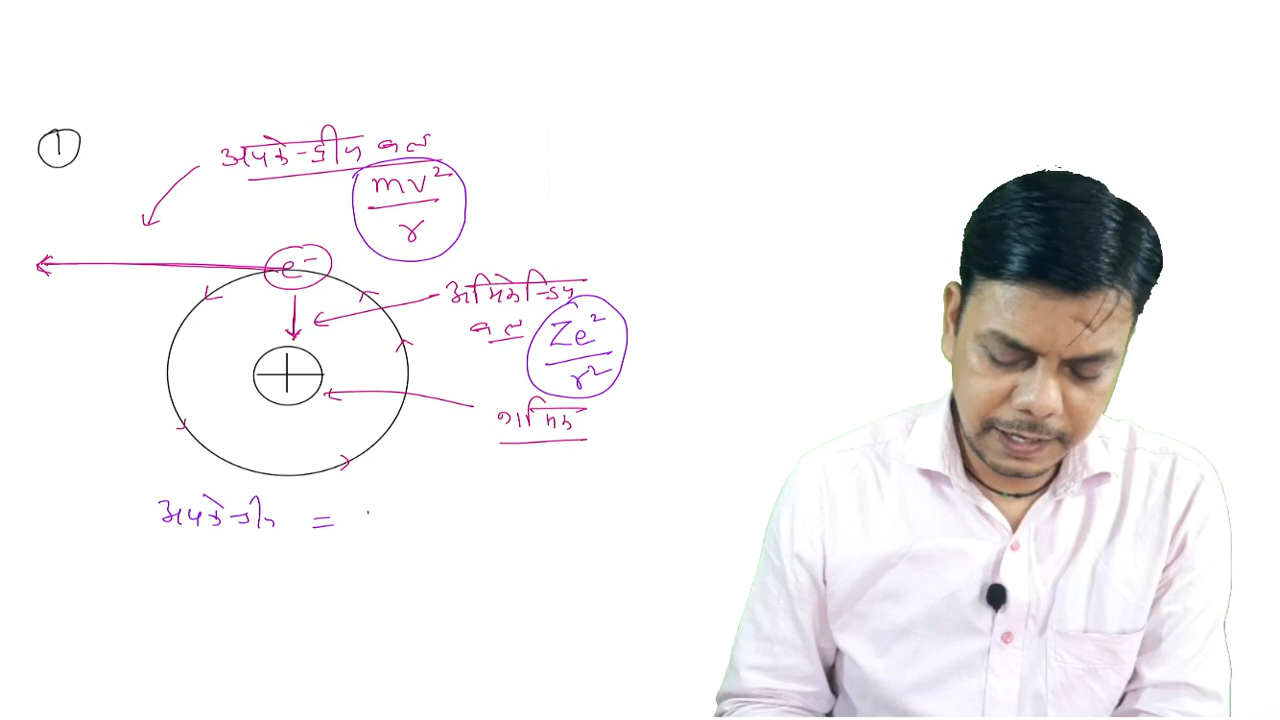 ①
अपकेन्द्रीय बल
mv²
r
e⁻
अभिकेन्द्रिय
बल
Ze²
r²
+
नाभिक
अपकेन्द्रीय =